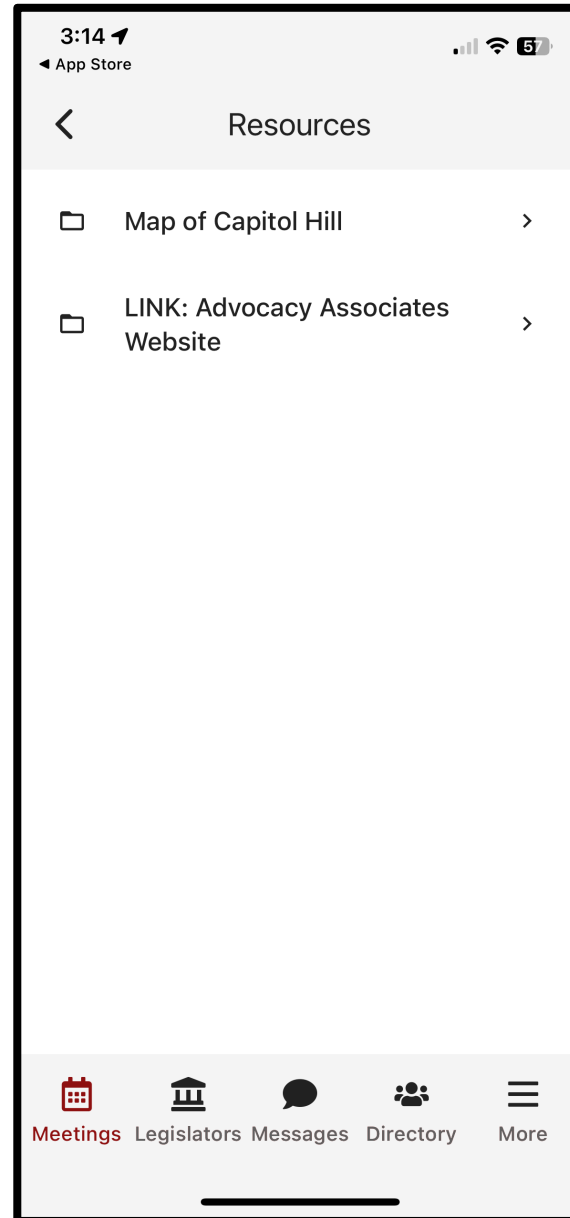 3:14
57
◀ App Store
Resources
Map of Capitol Hill
LINK: Advocacy Associates
Website
Meetings Legislators Messages Directory More